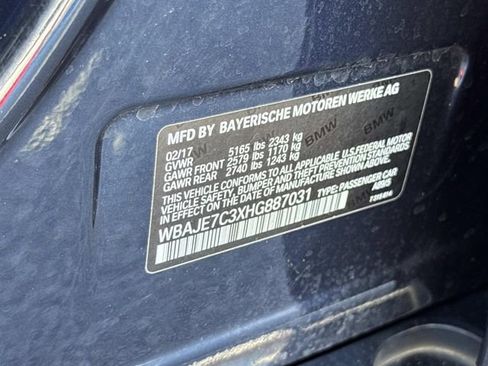 MFD BY BAYERISCHE MOTOREN WERKE AG
02/17
GVWR 5165 lbs 2343 kg
GAWR FRONT 2579 lbs 1170 kg
GAWR REAR 2740 lbs 1243 kg
THIS VEHICLE CONFORMS TO ALL APPLICABLE U.S. FEDERAL MOTOR
VEHICLE SAFETY, BUMPER AND THEFT PREVENTION STANDARDS IN
EFFECT ON THE DATE OF MANUFACTURE SHOWN ABOVE.
WBAJE7C3XHG887031 TYPE: PASSENGER CAR
BMW